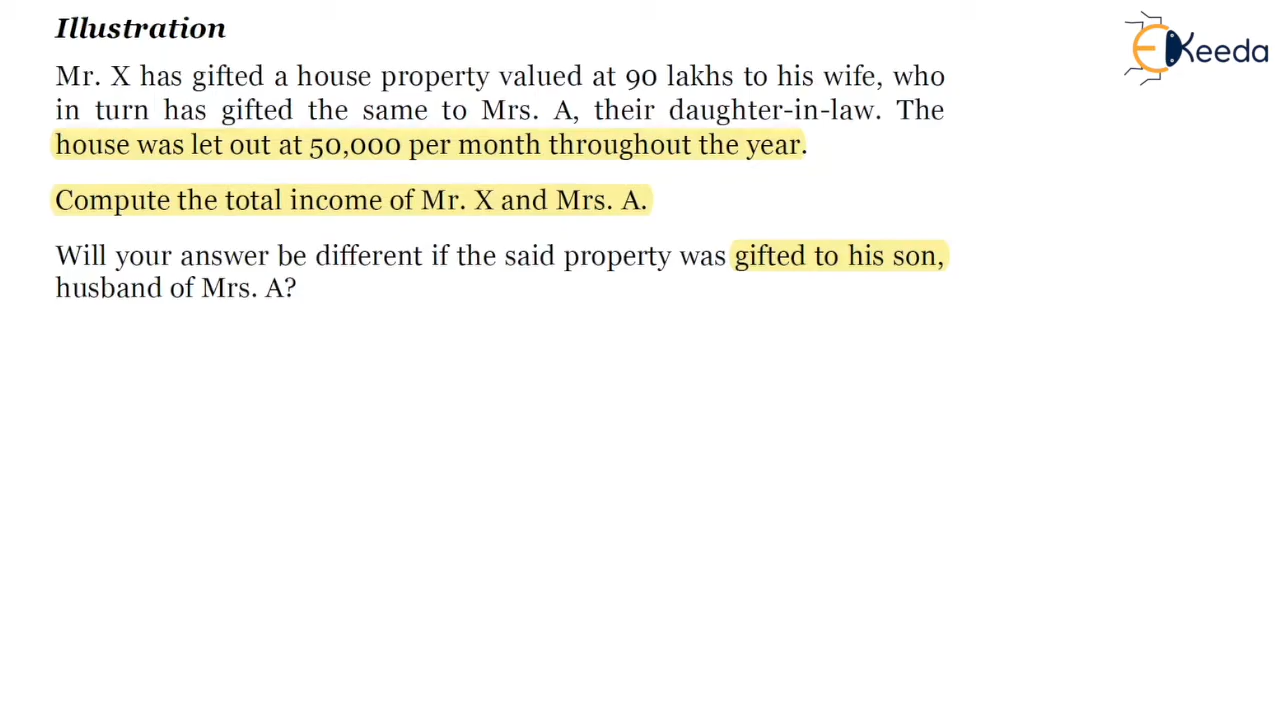 Illustration
Mr. X has gifted a house property valued at 90 lakhs to his wife, who
in turn has gifted the same to Mrs. A, their daughter-in-law. The
house was let out at 50,000 per month throughout the year.
Compute the total income of Mr. X and Mrs. A.
Will your answer be different if the said property was gifted to his son,
husband of Mrs. A?
EKeeda